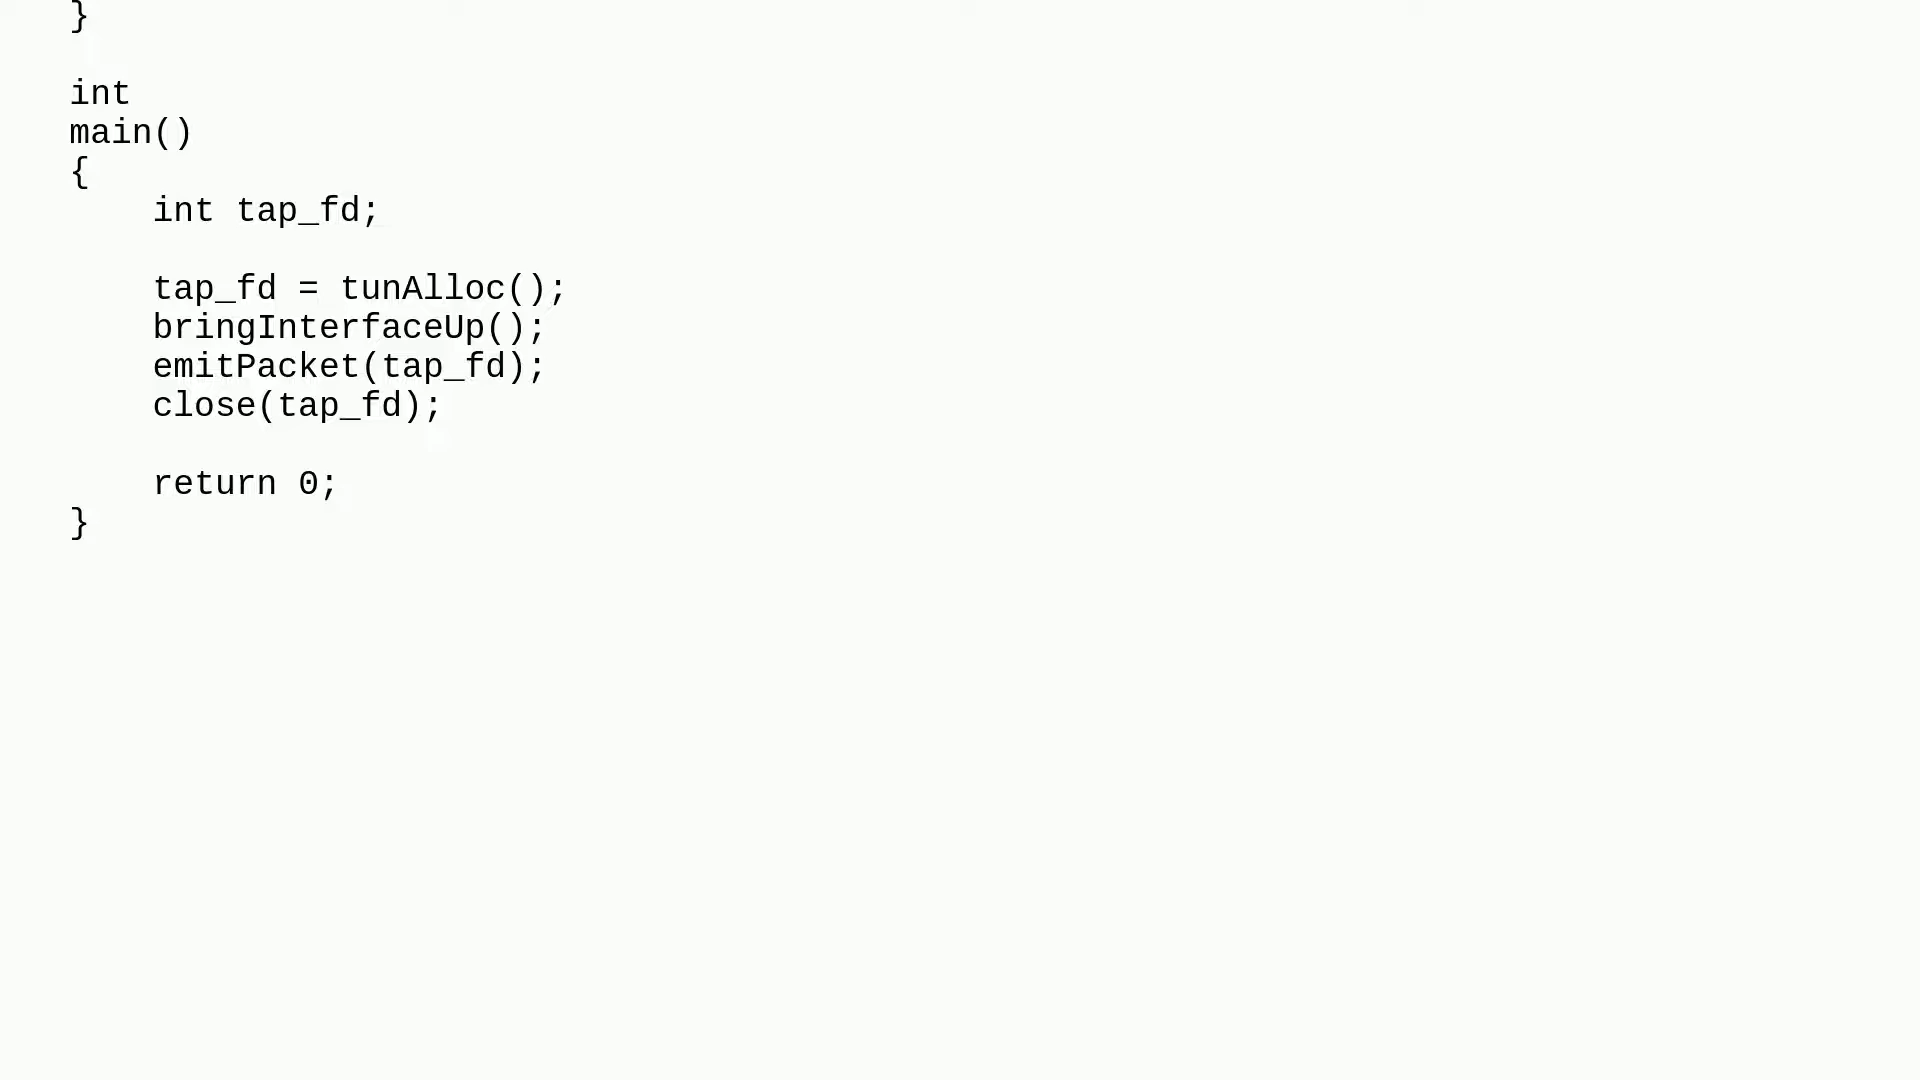 }
int
main()
{
    int tap_fd;
    tap_fd = tunAlloc();
    bringInterfaceUp();
    emitPacket(tap_fd);
    close(tap_fd);
    return 0;
}